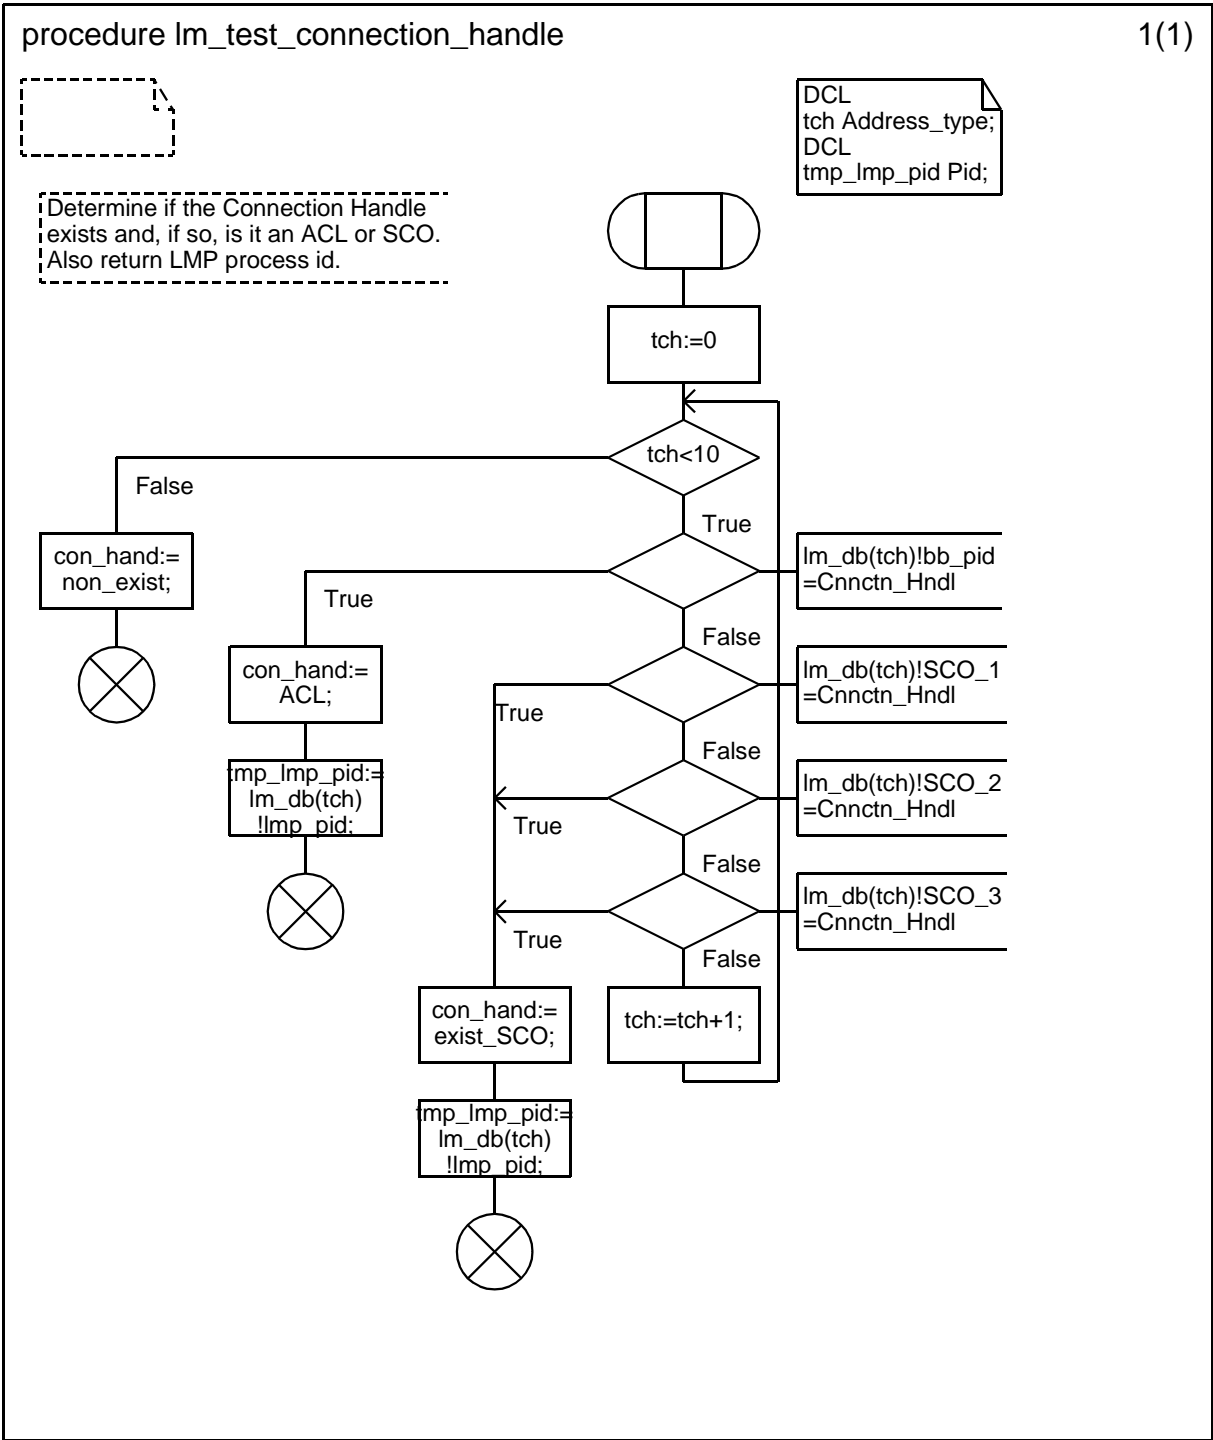 procedure lm_test_connection_handle
1(1)
DCL
tch Address_type;
DCL
tmp_lmp_pid Pid;
Determine if the Connection Handle
exists and, if so, is it an ACL or SCO.
Also return LMP process id.
tch:=0
tch<10
False
True
con_hand:=
non_exist;
lm_db(tch)!bb_pid
=Cnnctn_Hndl
True
False
con_hand:=
ACL;
lm_db(tch)!SCO_1
=Cnnctn_Hndl
True
False
tmp_lmp_pid:=
lm_db(tch)
!lmp_pid;
lm_db(tch)!SCO_2
=Cnnctn_Hndl
True
False
lm_db(tch)!SCO_3
=Cnnctn_Hndl
True
False
con_hand:=
exist_SCO;
tch:=tch+1;
tmp_lmp_pid:=
lm_db(tch)
!lmp_pid;